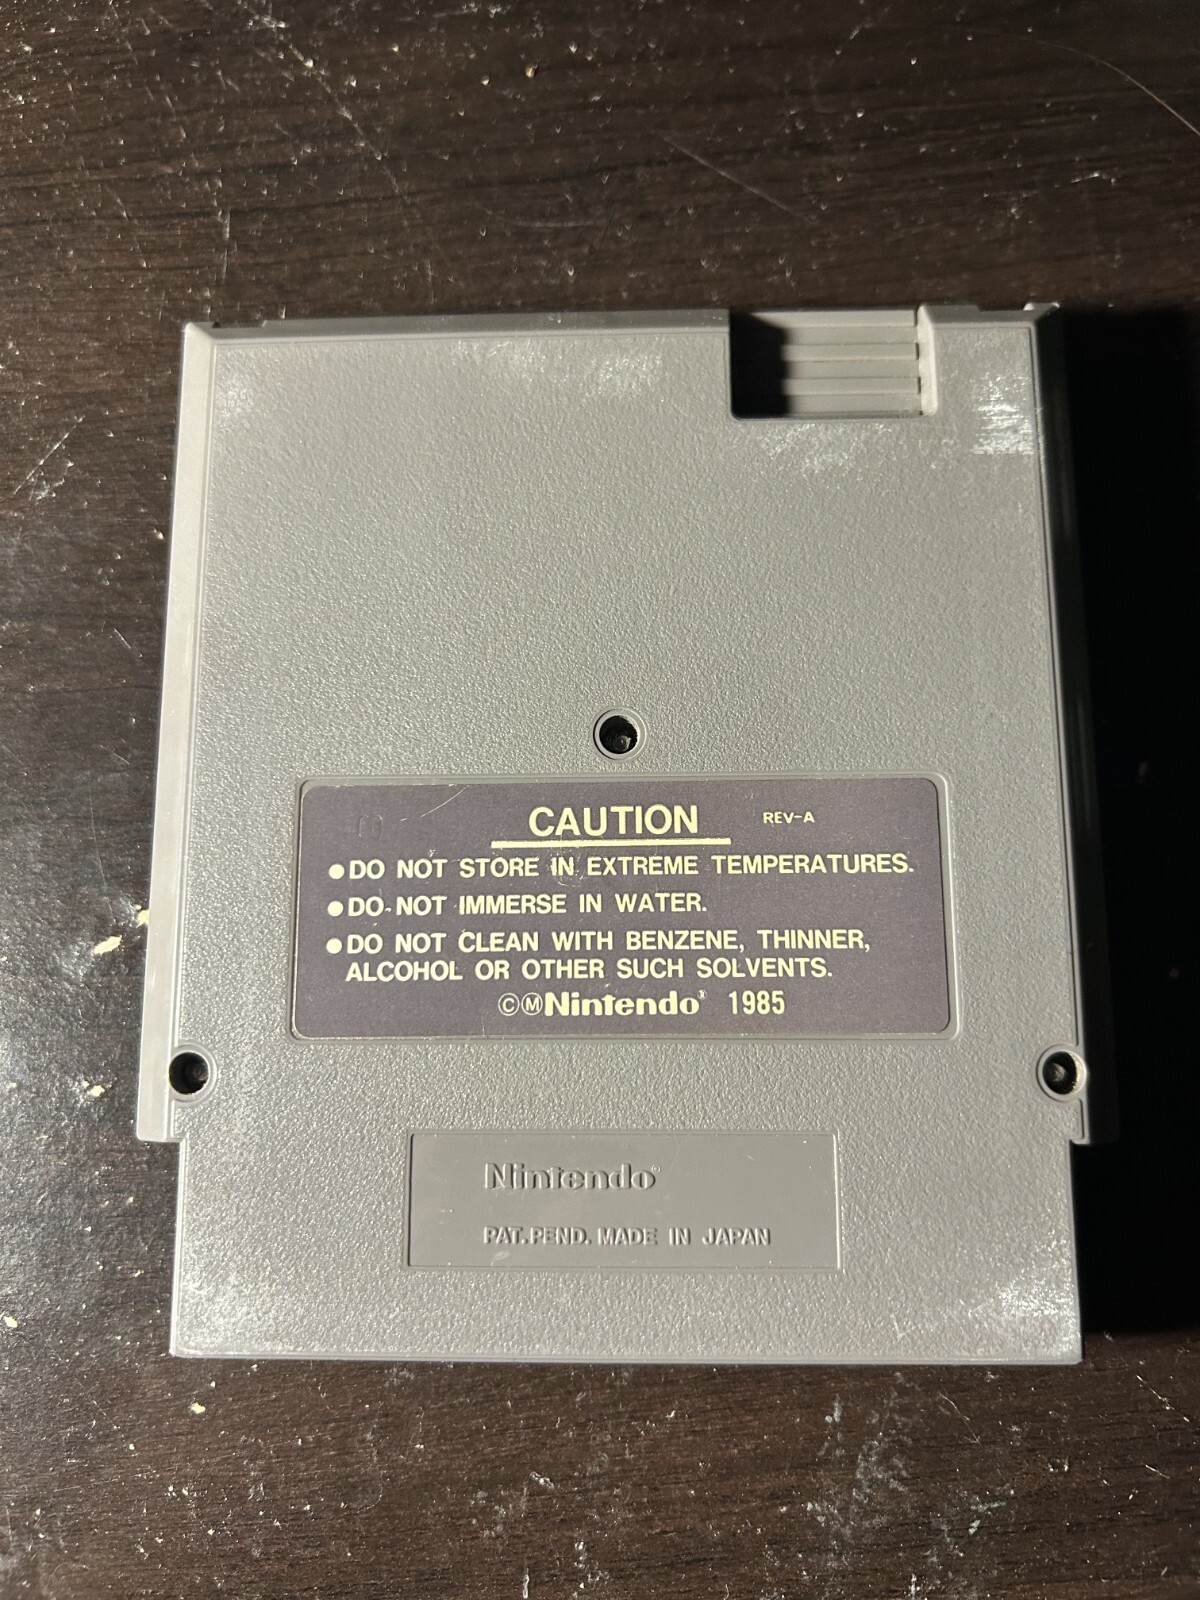 CAUTION REV-A
●DO NOT STORE IN EXTREME TEMPERATURES.
●DO NOT IMMERSE IN WATER.
●DO NOT CLEAN WITH BENZENE, THINNER,
ALCOHOL OR OTHER SUCH SOLVENTS.
©ⓂNintendo® 1985
Nintendo®
PAT. PEND. MADE IN JAPAN